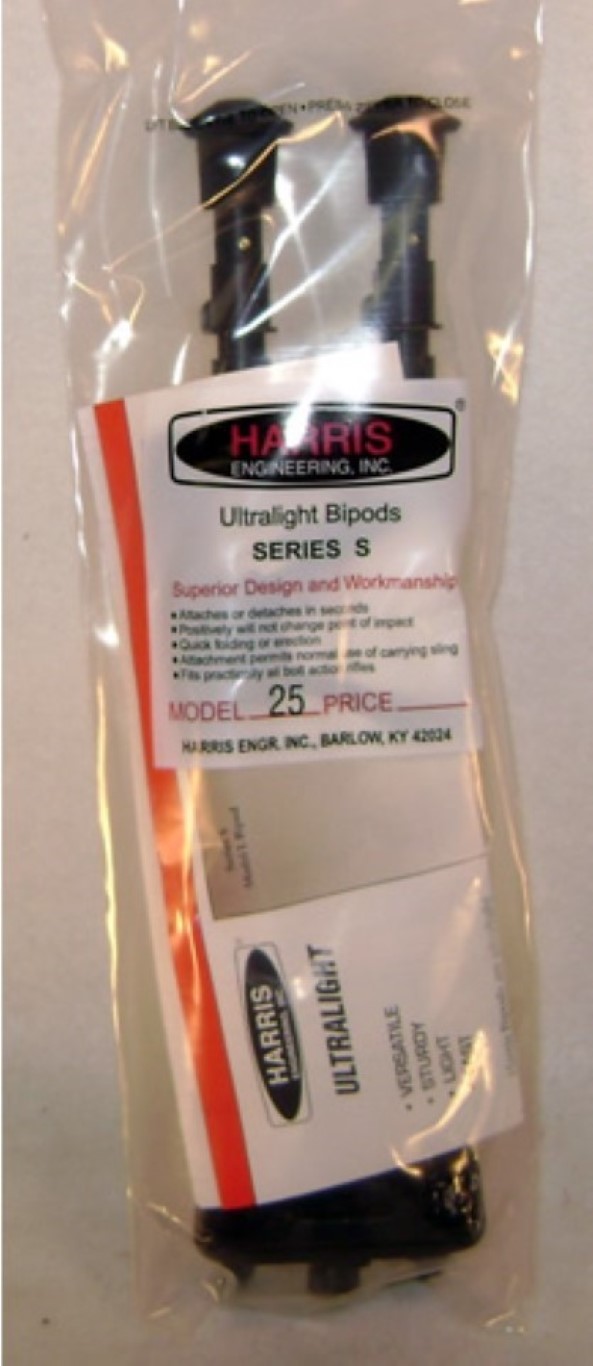 TO CLOSE
HARRIS ®
ENGINEERING, INC.
Ultralight Bipods
SERIES S
Superior Design and Workmanship
• Attaches or detaches in seconds
• Positively will not change point of impact
• Quick folding or erection
• Attachment permits normal use of carrying sling
• Fits practically all bolt action rifles
MODEL 25 PRICE
HARRIS ENGR. INC., BARLOW, KY 42024
HARRIS
ENGINEERING, INC.
ULTRALIGHT
• VERSATILE
• STURDY
• LIGHT